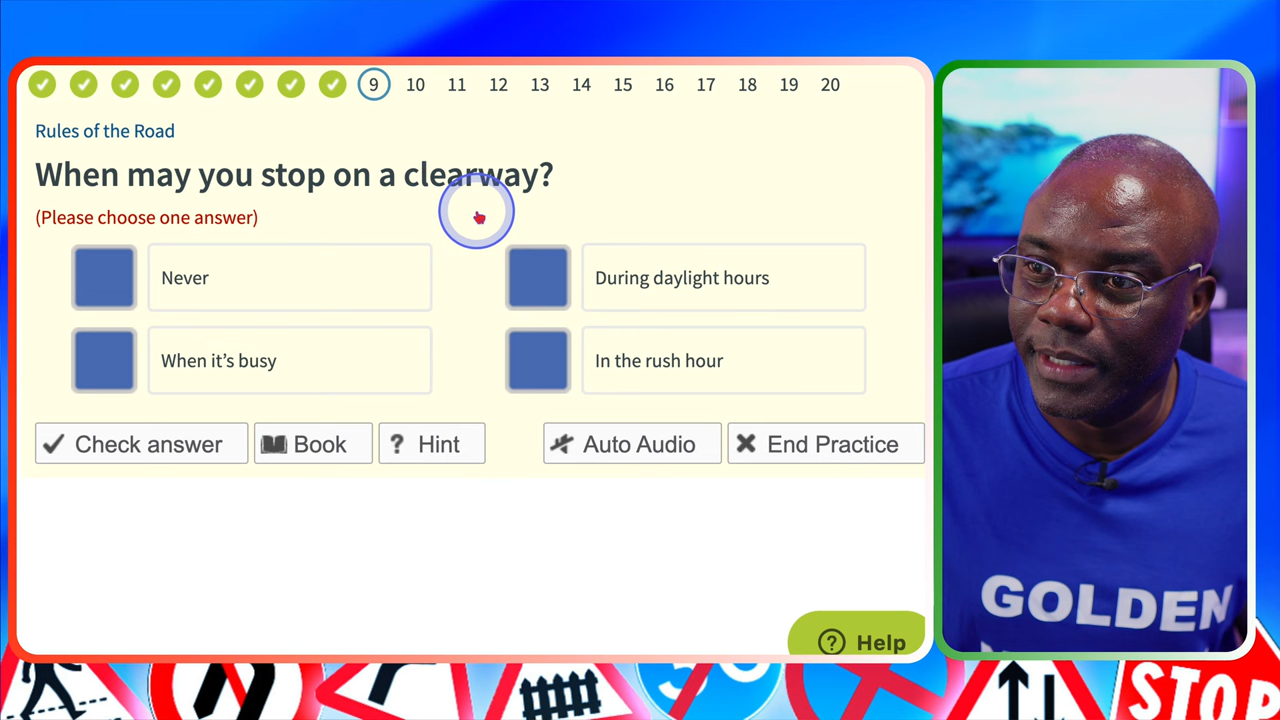 9 10 11 12 13 14 15 16 17 18 19 20
Rules of the Road
When may you stop on a clearway?
(Please choose one answer)
Never
During daylight hours
When it’s busy
In the rush hour
Check answer
Book
? Hint
Auto Audio
End Practice
? Help
GOLDEN
STOP